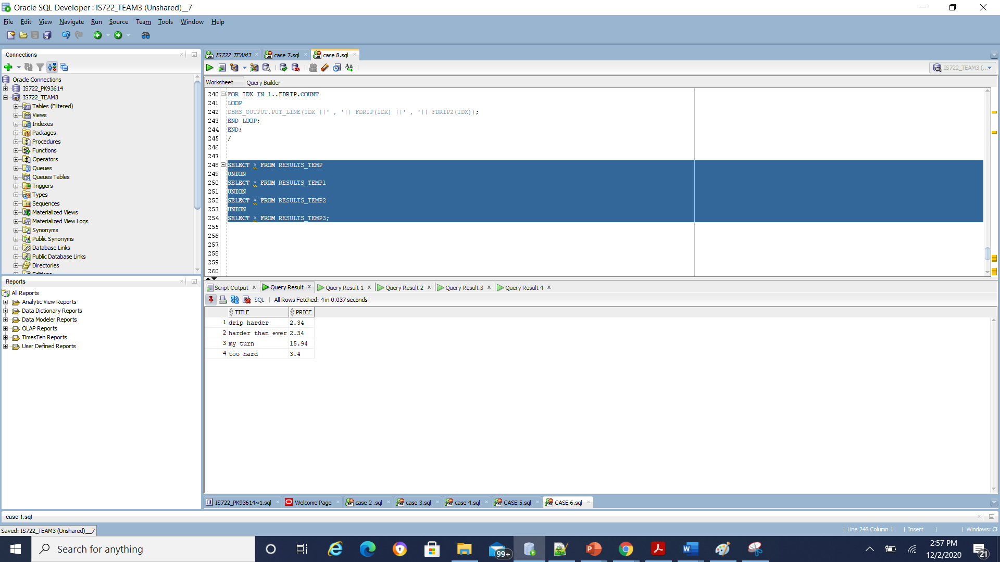 Oracle SQL Developer : IS722_TEAM3 (Unshared)__7
File Edit View Navigate Run Source Team Tools Window Help
Connections
Oracle Connections
IS722_PK93614
IS722_TEAM3
Tables (Filtered)
Views
Indexes
Packages
Procedures
Functions
Operators
Queues
Queues Tables
Triggers
Types
Sequences
Materialized Views
Materialized View Logs
Synonyms
Public Synonyms
Database Links
Public Database Links
Directories
Editions
Reports
All Reports
Analytic View Reports
Data Dictionary Reports
Data Modeler Reports
OLAP Reports
TimesTen Reports
User Defined Reports
IS722_TEAM3 case 7.sql case 8.sql
Aa
IS722_TEAM3 (...
Worksheet Query Builder
240 FOR IDX IN 1..FDRIP.COUNT
241 LOOP
242 DBMS_OUTPUT.PUT_LINE(IDX ||' , '|| FDRIP(IDX) ||' , '|| FDRIP2(IDX));
243 END LOOP;
244 END;
245 /
246
247
248 SELECT * FROM RESULTS_TEMP
249 UNION
250 SELECT * FROM RESULTS_TEMP1
251 UNION
252 SELECT * FROM RESULTS_TEMP2
253 UNION
254 SELECT * FROM RESULTS_TEMP3;
255
256
257
258
259
260
Script Output Query Result Query Result 1 Query Result 2 Query Result 3 Query Result 4
SQL All Rows Fetched: 4 in 0.037 seconds
TITLE PRICE
1 drip harder 2.34
2 harder than ever 2.34
3 my turn 15.94
4 too hard 3.4
IS722_PK93614~1.sql Welcome Page case 2 .sql case 3.sql case 4.sql CASE 5.sql CASE 6.sql
case 1.sql
Saved: IS722_TEAM3 (Unshared)__7
Line 248 Column 1 Insert Windows: CF
Search for anything
99+
2:57 PM
12/2/2020
21